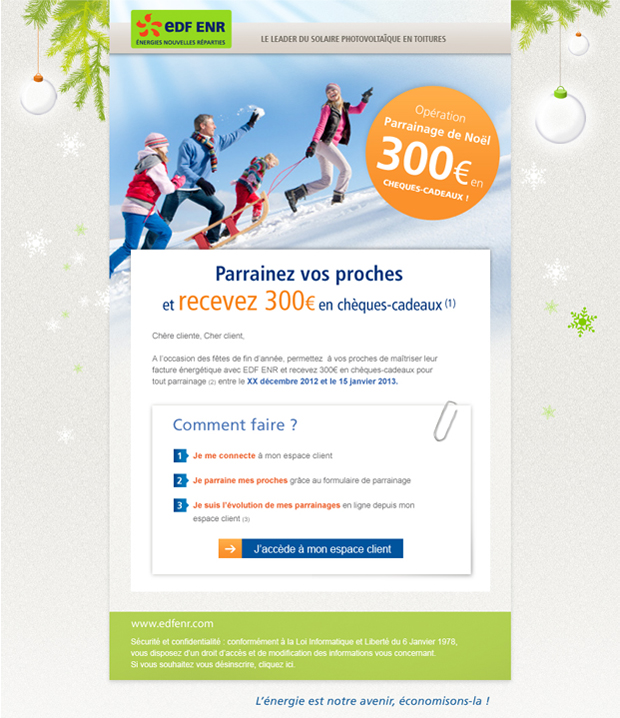 eDF ENR
ÉNERGIES NOUVELLES RÉPARTIES
LE LEADER DU SOLAIRE PHOTOVOLTAÏQUE EN TOITURES
Opération
Parrainage de Noël
300€ en
CHEQUES-CADEAUX !
Parrainez vos proches
et recevez 300€ en chèques-cadeaux (1)
Chère cliente, Cher client,
A l'occasion des fêtes de fin d'année, permettez à vos proches de maîtriser leur
facture énergétique avec EDF ENR et recevez 300€ en chèques-cadeaux pour
tout parrainage (2) entre le XX décembre 2012 et le 15 janvier 2013.
Comment faire ?
1 Je me connecte à mon espace client
2 Je parraine mes proches grâce au formulaire de parrainage
3 Je suis l'évolution de mes parrainages en ligne depuis mon
espace client (3)
J'accède à mon espace client
www.edfenr.com
Sécurité et confidentialité : conformément à la Loi Informatique et Liberté du 6 Janvier 1978,
vous disposez d'un droit d'accès et de modification des informations vous concernant.
Si vous souhaitez vous désinscrire, cliquez ici.
L'énergie est notre avenir, économisons-la !